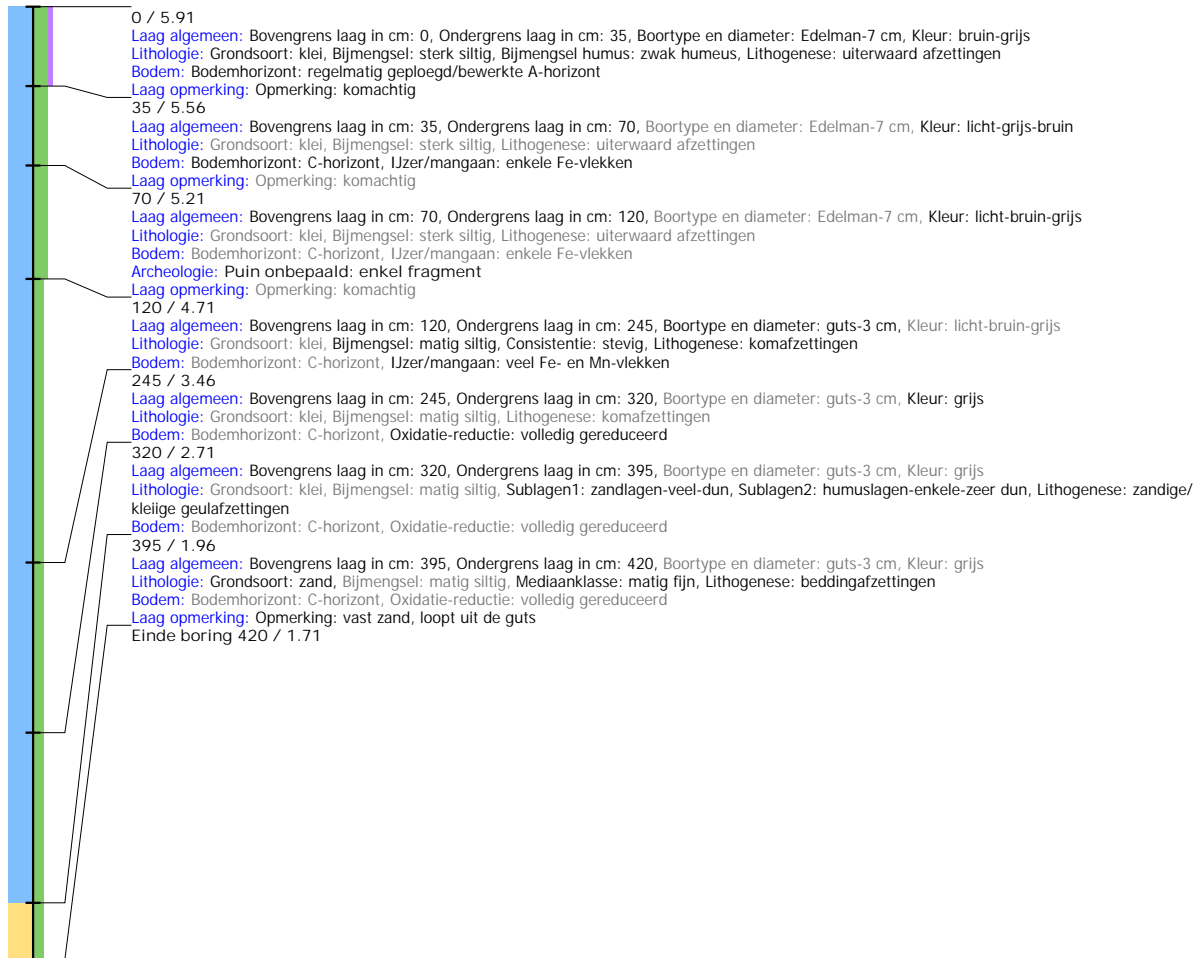 0 / 5.91
Laag algemeen: Bovengrens laag in cm: 0, Ondergrens laag in cm: 35, Boortype en diameter: Edelman-7 cm, Kleur: bruin-grijs
Lithologie: Grondsoort: klei, Bijmengsel: sterk siltig, Bijmengsel humus: zwak humeus, Lithogenese: uiterwaard afzettingen
Bodem: Bodemhorizont: regelmatig geploegd/bewerkte A-horizont
Laag opmerking: Opmerking: komachtig
35 / 5.56
Laag algemeen: Bovengrens laag in cm: 35, Ondergrens laag in cm: 70, Boortype en diameter: Edelman-7 cm, Kleur: licht-grijs-bruin
Lithologie: Grondsoort: klei, Bijmengsel: sterk siltig, Lithogenese: uiterwaard afzettingen
Bodem: Bodemhorizont: C-horizont, IJzer/mangaan: enkele Fe-vlekken
Laag opmerking: Opmerking: komachtig
70 / 5.21
Laag algemeen: Bovengrens laag in cm: 70, Ondergrens laag in cm: 120, Boortype en diameter: Edelman-7 cm, Kleur: licht-bruin-grijs
Lithologie: Grondsoort: klei, Bijmengsel: sterk siltig, Lithogenese: uiterwaard afzettingen
Bodem: Bodemhorizont: C-horizont, IJzer/mangaan: enkele Fe-vlekken
Archeologie: Puin onbepaald: enkel fragment
Laag opmerking: Opmerking: komachtig
120 / 4.71
Laag algemeen: Bovengrens laag in cm: 120, Ondergrens laag in cm: 245, Boortype en diameter: guts-3 cm, Kleur: licht-bruin-grijs
Lithologie: Grondsoort: klei, Bijmengsel: matig siltig, Consistentie: stevig, Lithogenese: komafzettingen
Bodem: Bodemhorizont: C-horizont, IJzer/mangaan: veel Fe- en Mn-vlekken
245 / 3.46
Laag algemeen: Bovengrens laag in cm: 245, Ondergrens laag in cm: 320, Boortype en diameter: guts-3 cm, Kleur: grijs
Lithologie: Grondsoort: klei, Bijmengsel: matig siltig, Lithogenese: komafzettingen
Bodem: Bodemhorizont: C-horizont, Oxidatie-reductie: volledig gereduceerd
320 / 2.71
Laag algemeen: Bovengrens laag in cm: 320, Ondergrens laag in cm: 395, Boortype en diameter: guts-3 cm, Kleur: grijs
Lithologie: Grondsoort: klei, Bijmengsel: matig siltig, Sublagen1: zandlagen-veel-dun, Sublagen2: humuslagen-enkele-zeer dun, Lithogenese: zandige/
kleiige geulafzettingen
Bodem: Bodemhorizont: C-horizont, Oxidatie-reductie: volledig gereduceerd
395 / 1.96
Laag algemeen: Bovengrens laag in cm: 395, Ondergrens laag in cm: 420, Boortype en diameter: guts-3 cm, Kleur: grijs
Lithologie: Grondsoort: zand, Bijmengsel: matig siltig, Mediaanklasse: matig fijn, Lithogenese: beddingafzettingen
Bodem: Bodemhorizont: C-horizont, Oxidatie-reductie: volledig gereduceerd
Laag opmerking: Opmerking: vast zand, loopt uit de guts
Einde boring 420 / 1.71